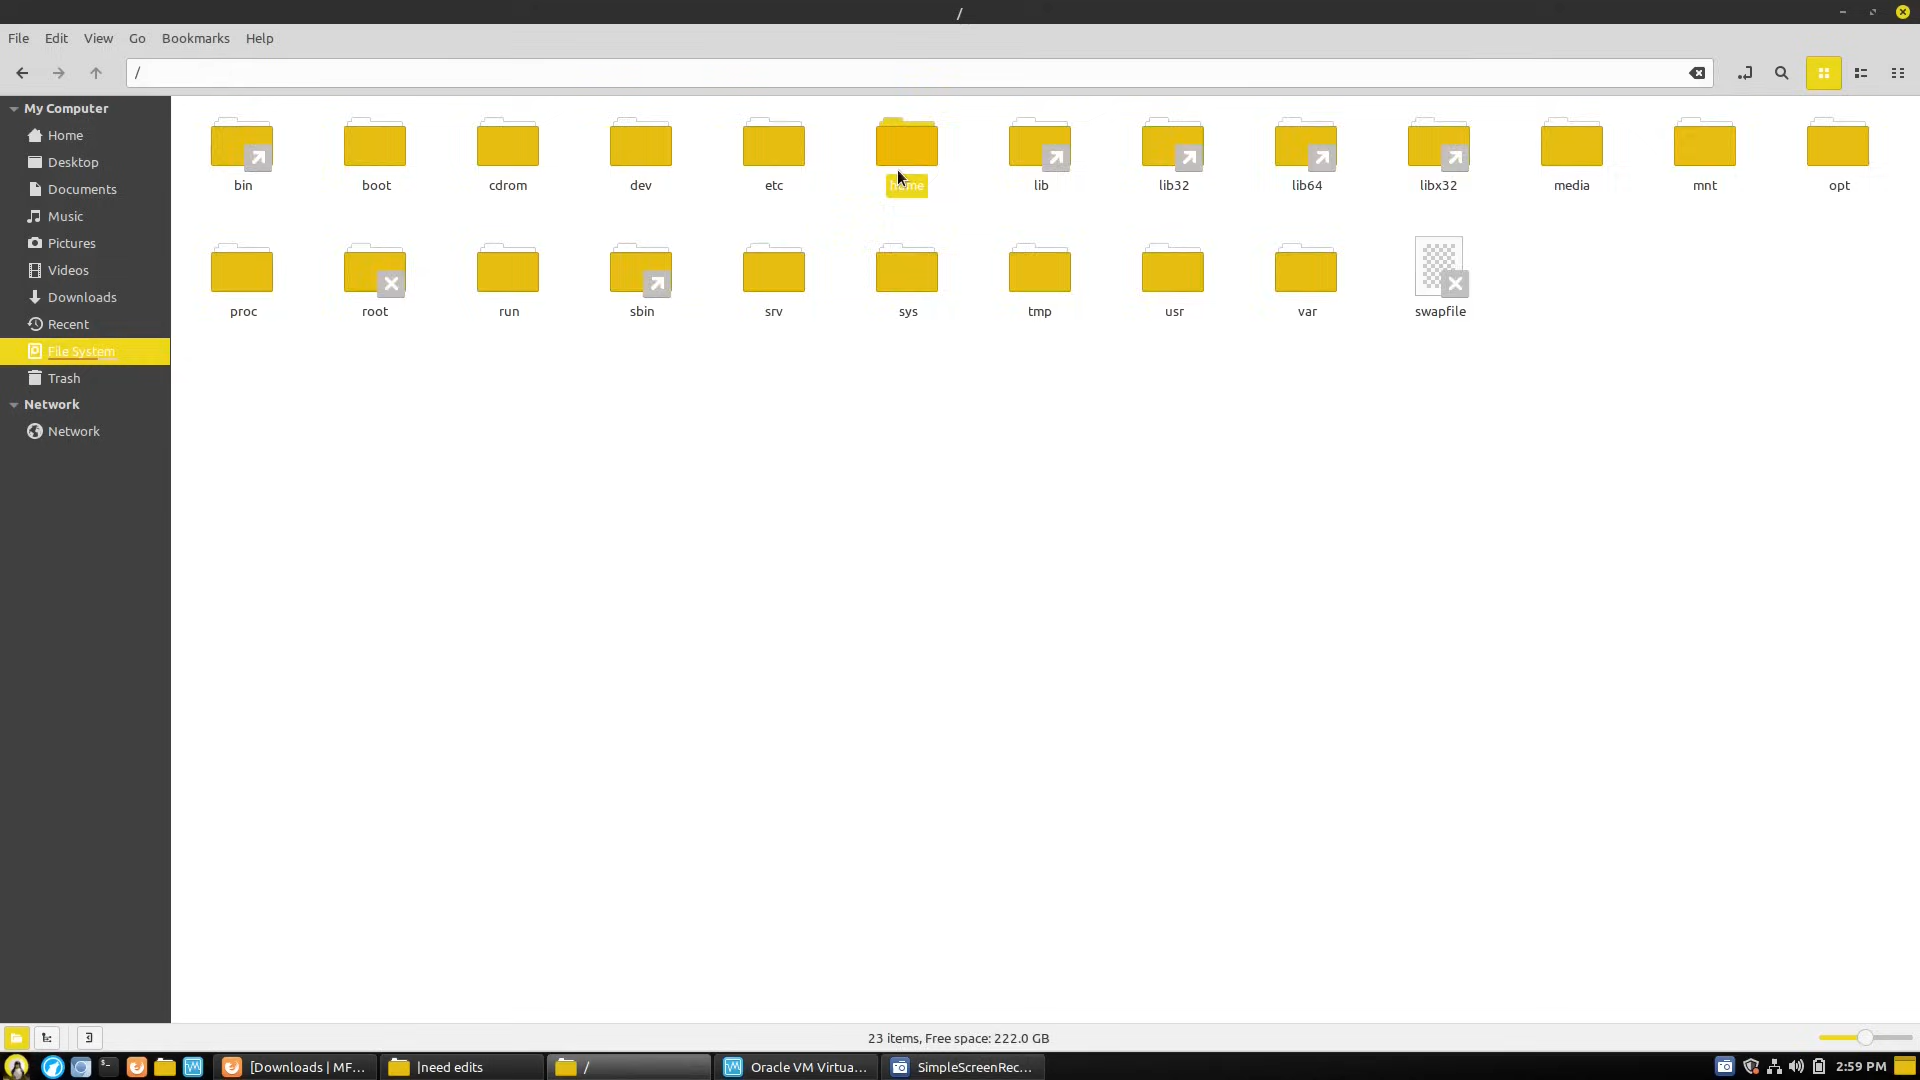 /
File Edit View Go Bookmarks Help
/
My Computer
Home
Desktop
Documents
Music
Pictures
Videos
Downloads
Recent
File System
Trash
Network
Network
bin boot cdrom dev etc home lib lib32 lib64 libx32 media mnt opt
proc root run sbin srv sys tmp usr var swapfile
23 items, Free space: 222.0 GB
[Downloads | MF... |need edits / Oracle VM Virtua... SimpleScreenRec... 2:59 PM